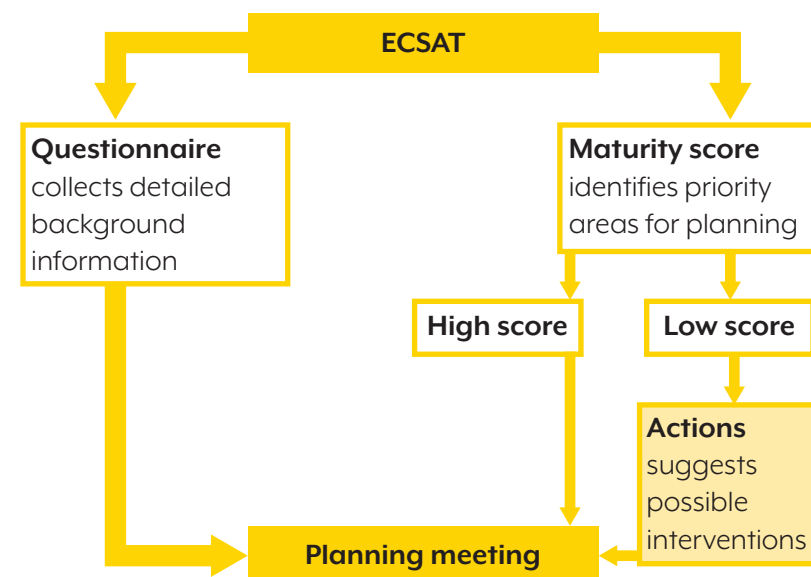 ECSAT
Questionnaire
collects detailed
background
information
Maturity score
identifies priority
areas for planning
High score
Low score
Actions
suggests
possible
interventions
Planning meeting